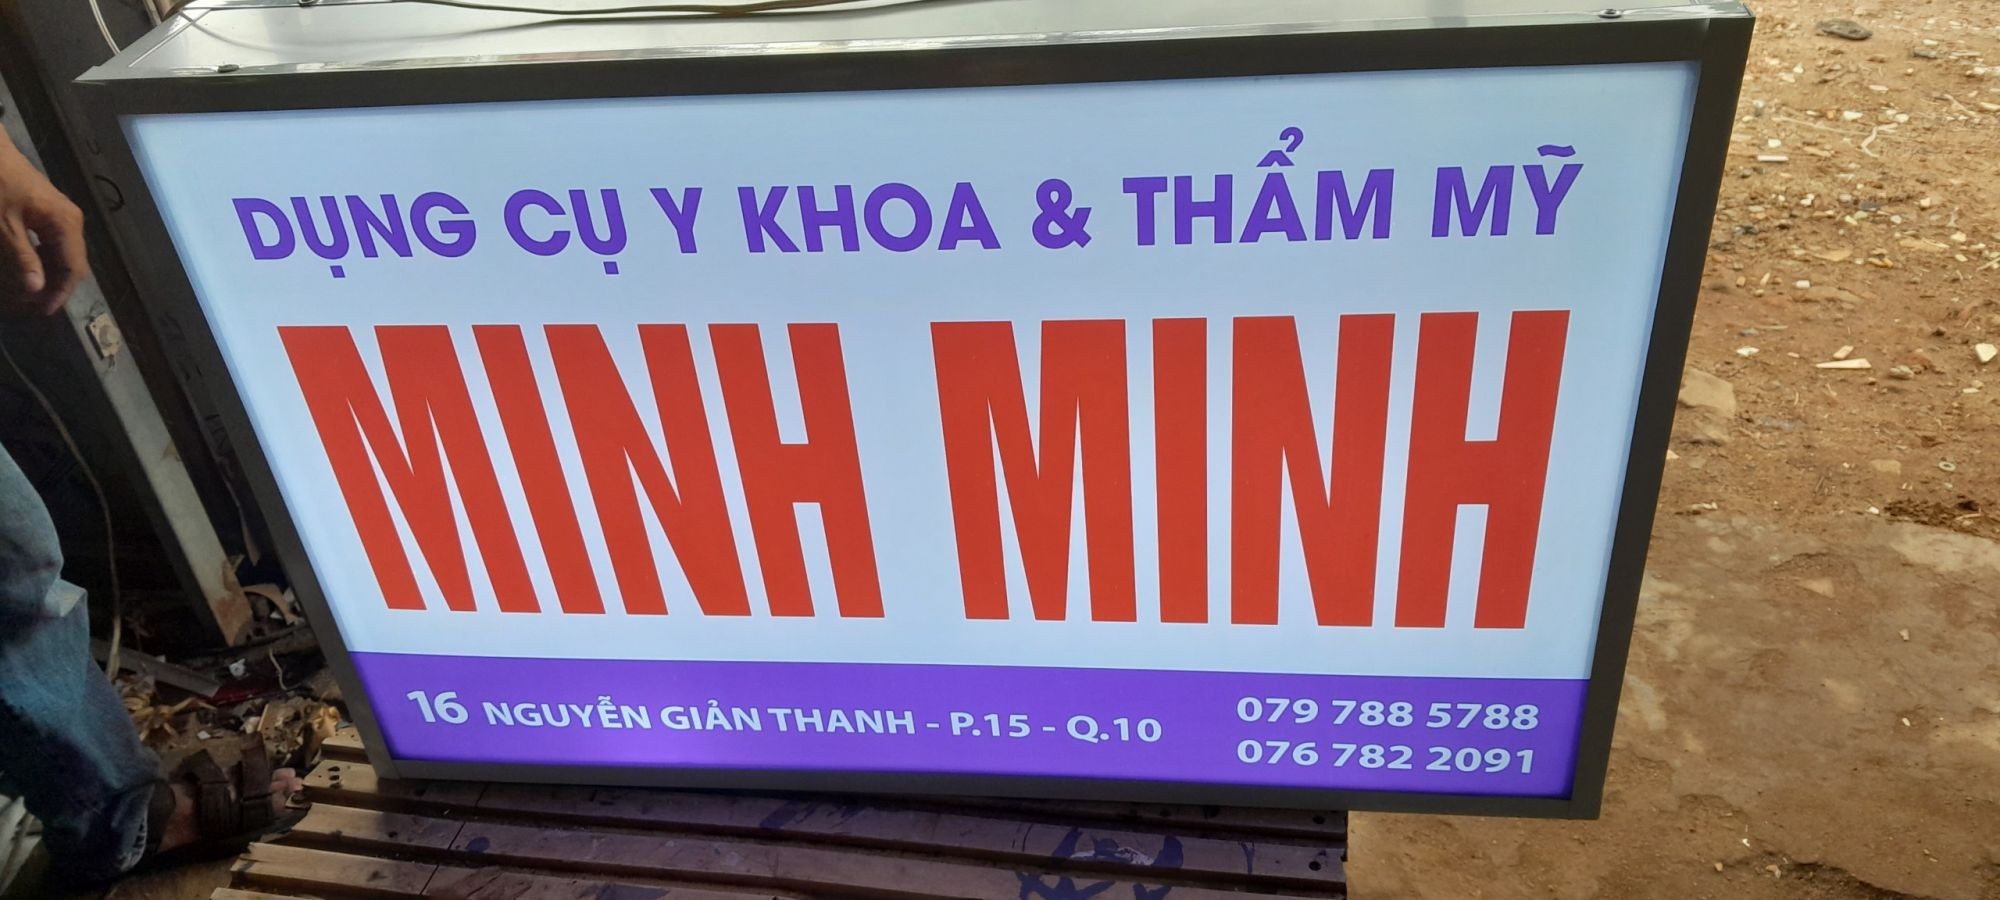 DỤNG CỤ Y KHOA & THẨM MỸ
MINH MINH
16 NGUYỄN GIẢN THANH - P.15 - Q.10
079 788 5788
076 782 2091